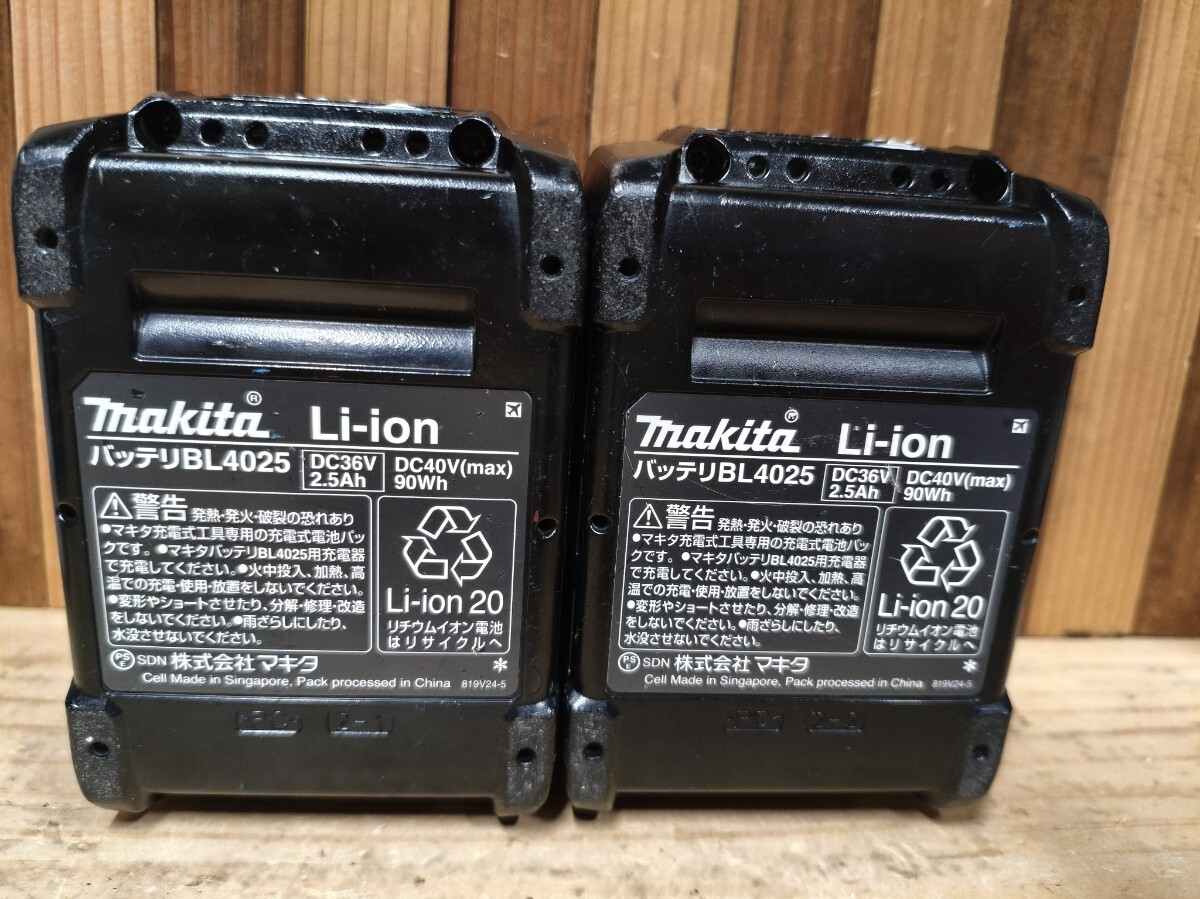 makita® Li-ion
バッテリBL4025 DC36V 2.5Ah DC40V(max) 90Wh
⚠警告 発熱・発火・破裂の恐れあり
●マキタ充電式工具専用の充電式電池パッ
クです。●マキタバッテリBL4025用充電器
で充電してください。●火中投入、加熱、高
温での充電・使用・放置をしないでください。
●変形やショートさせたり、分解・修理・改造
をしないでください。●雨ざらしにしたり、
水没させないでください。
Li-ion 20
リチウムイオン電池
はリサイクルへ
PSE SDN 株式会社 マキタ *
Cell Made in Singapore, Pack processed in China 819V24-5
makita® Li-ion
バッテリBL4025 DC36V 2.5Ah DC40V(max) 90Wh
⚠警告 発熱・発火・破裂の恐れあり
●マキタ充電式工具専用の充電式電池パッ
クです。●マキタバッテリBL4025用充電器
で充電してください。●火中投入、加熱、高
温での充電・使用・放置をしないでください。
●変形やショートさせたり、分解・修理・改造
をしないでください。●雨ざらしにしたり、
水没させないでください。
Li-ion 20
リチウムイオン電池
はリサイクルへ
PSE SDN 株式会社 マキタ *
Cell Made in Singapore, Pack processed in China 819V24-5